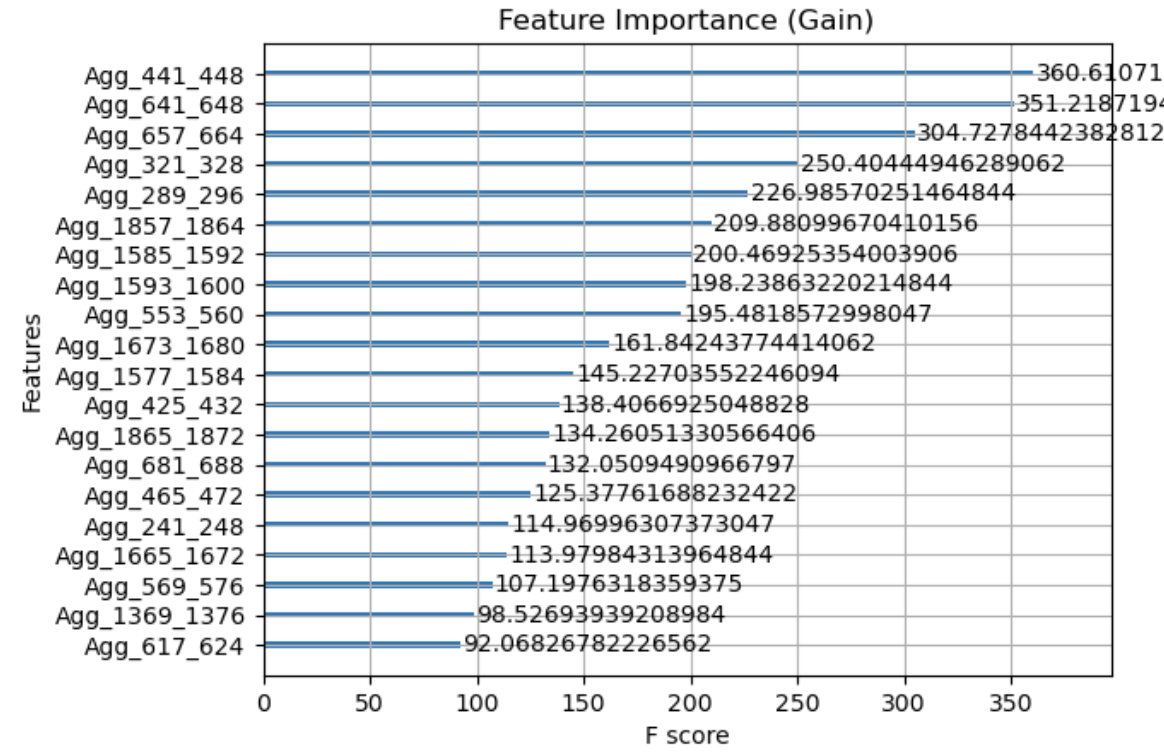 Feature Importance (Gain)
Agg_441_448 360.61071
Agg_641_648 351.2187194
Agg_657_664 304.7278442382812
Agg_321_328 250.40444946289062
Agg_289_296 226.98570251464844
Agg_1857_1864 209.88099670410156
Agg_1585_1592 200.46925354003906
Agg_1593_1600 198.23863220214844
Agg_553_560 195.4818572998047
Agg_1673_1680 161.84243774414062
Agg_1577_1584 145.22703552246094
Agg_425_432 138.4066925048828
Agg_1865_1872 134.26051330566406
Agg_681_688 132.0509490966797
Agg_465_472 125.37761688232422
Agg_241_248 114.969963073 73047
Agg_1665_1672 113.97984313964844
Agg_569_576 107.1976318359375
Agg_1369_1376 98.52693939208984
Agg_617_624 92.06826782226562
Features
0 50 100 150 200 250 300 350
F score